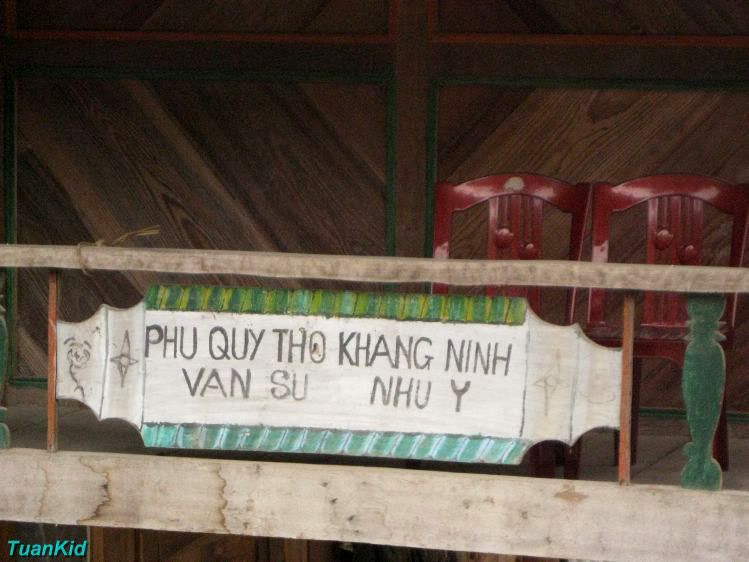 PHU QUY THO KHANG NINH
VAN SU NHU Y
TuanKid